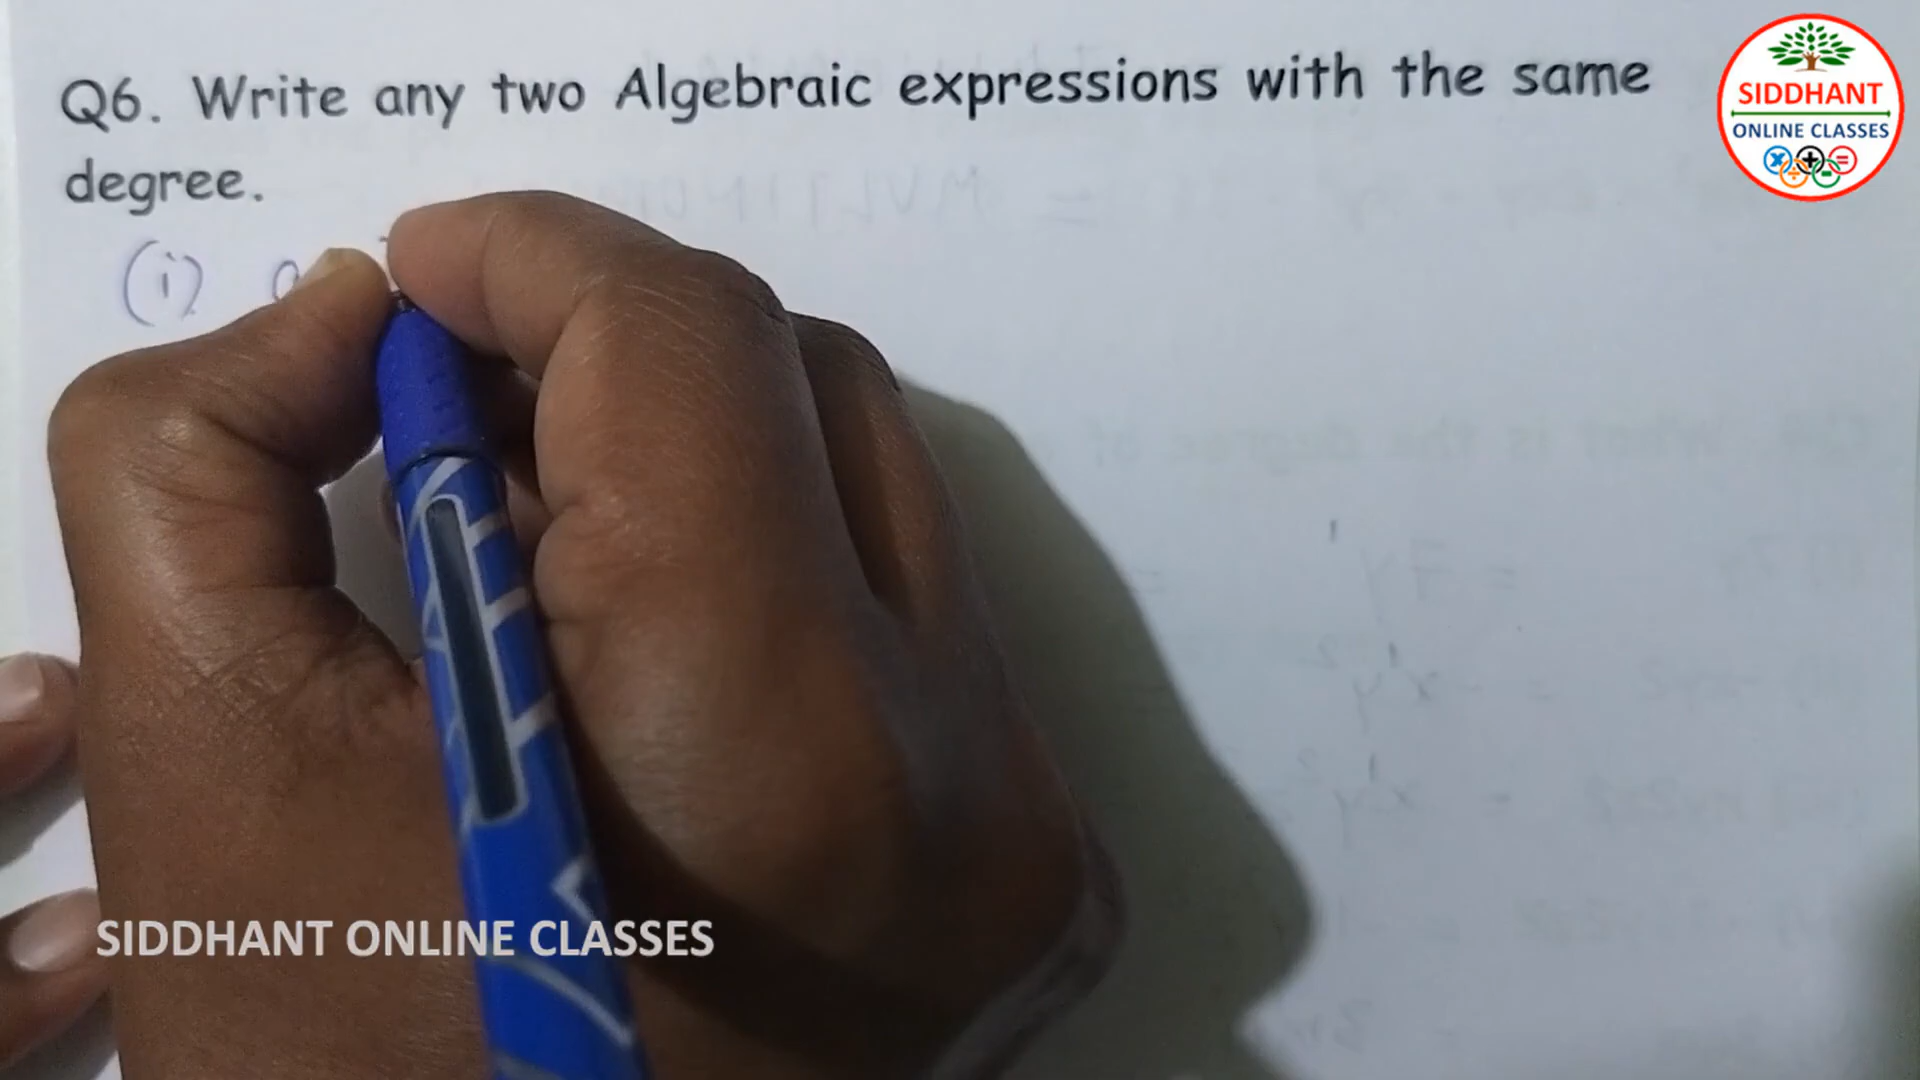 Q6. Write any two Algebraic expressions with the same
degree.
(i)
SIDDHANT
ONLINE CLASSES
SIDDHANT ONLINE CLASSES